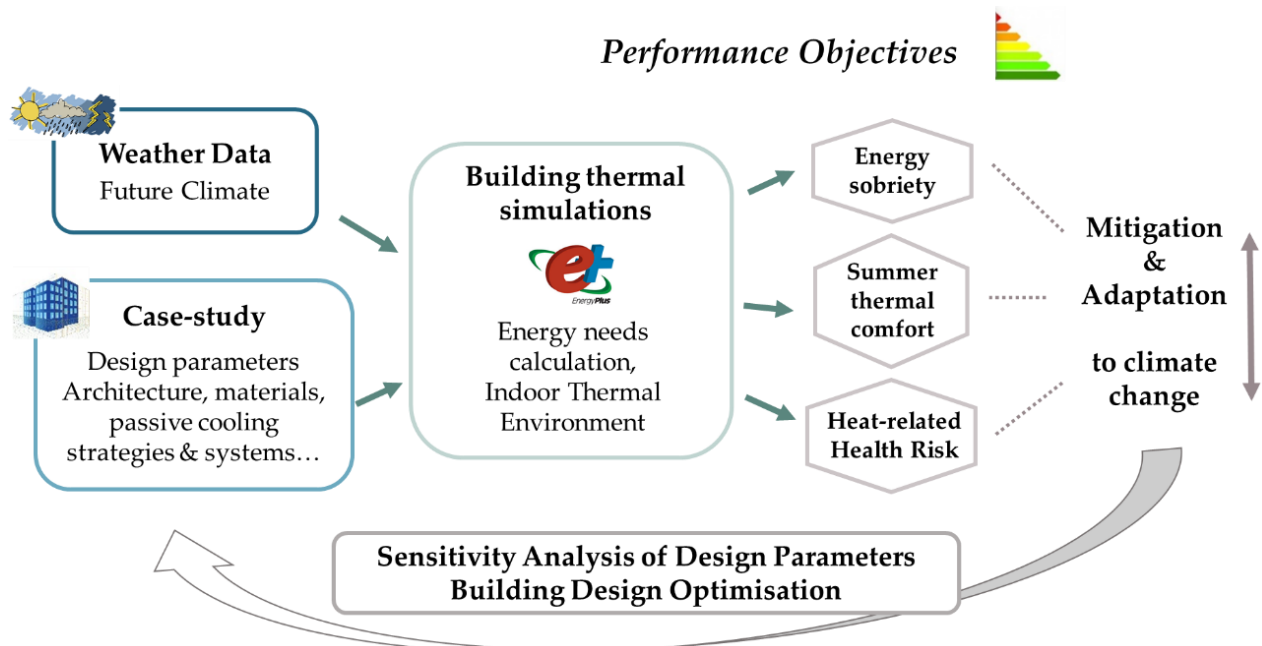 Performance Objectives
Weather Data
Future Climate
Case-study
Design parameters
Architecture, materials,
passive cooling
strategies & systems…
Building thermal
simulations
e+
EnergyPlus
Energy needs
calculation,
Indoor Thermal
Environment
Energy
sobriety
Summer
thermal
comfort
Heat-related
Health Risk
Mitigation
&
Adaptation
to climate
change
Sensitivity Analysis of Design Parameters
Building Design Optimisation